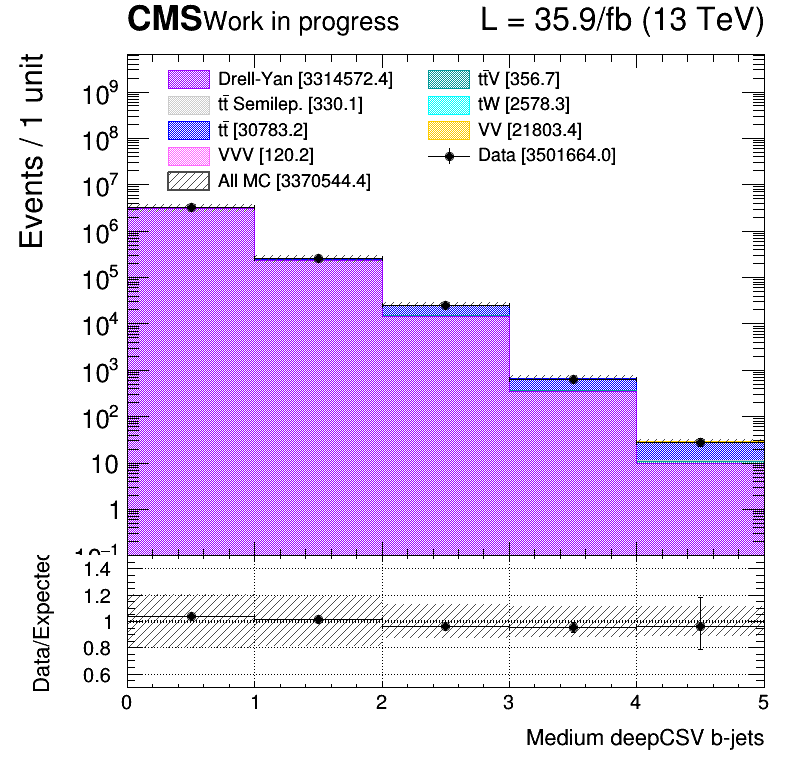 CMS Work in progress L = 35.9/fb (13 TeV)
Events / 1 unit
Drell-Yan [3314572.4] tt̄V [356.7]
tt̄ Semilep. [330.1] tW [2578.3]
tt̄ [30783.2] VV [21803.4]
VVV [120.2] Data [3501664.0]
All MC [3370544.4]
10⁹
10⁸
10⁷
10⁶
10⁵
10⁴
10³
10²
10
1
10⁻¹
Data/Expected
1.4
1.2
1
0.8
0.6
0 1 2 3 4 5
Medium deepCSV b-jets